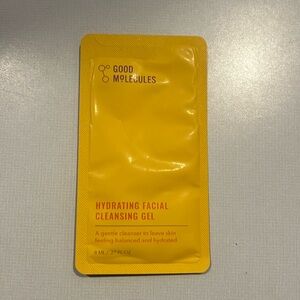 GOOD
MOLECULES
HYDRATING FACIAL
CLEANSING GEL
A gentle cleanser to leave skin
feeling balanced and hydrated